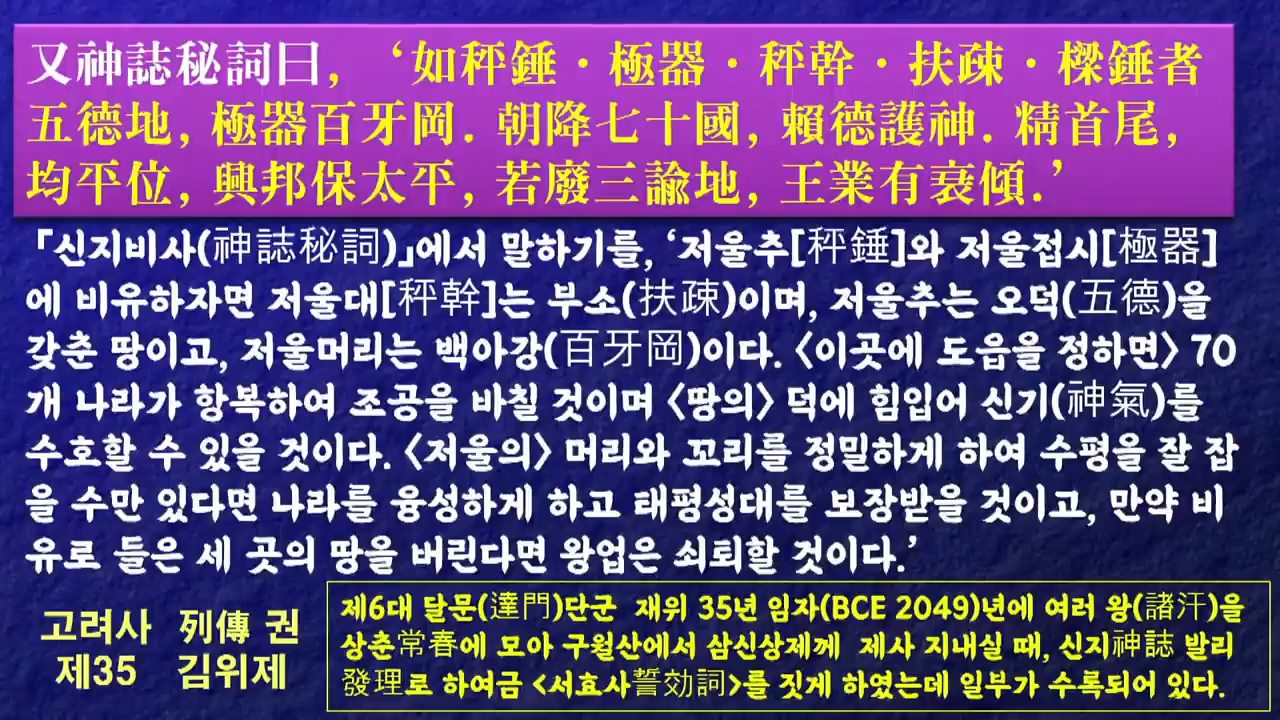 又神誌秘詞曰, ‘如秤錘·極器·秤幹·扶疎·樑錘者
五德地, 極器百牙岡. 朝降七十國, 賴德護神. 精首尾,
均平位, 興邦保太平, 若廢三諭地, 王業有衰傾.’
「신지비사(神誌秘詞)」에서 말하기를, ‘저울추[秤錘]와 저울접시[極器]
에 비유하자면 저울대[秤幹]는 부소(扶疎)이며, 저울추는 오덕(五德)을
갖춘 땅이고, 저울머리는 백아강(百牙岡)이다. 〈이곳에 도읍을 정하면〉 70
개 나라가 항복하여 조공을 바칠 것이며 〈땅의〉 덕에 힘입어 신기(神氣)를
수호할 수 있을 것이다. 〈저울의〉 머리와 꼬리를 정밀하게 하여 수평을 잘 잡
을 수만 있다면 나라를 융성하게 하고 태평성대를 보장받을 것이고, 만약 비
유로 들은 세 곳의 땅을 버린다면 왕업은 쇠퇴할 것이다.’
고려사 列傳 권
제35 김위제
제6대 달문(達門)단군 재위 35년 임자(BCE 2049)년에 여러 왕(諸汗)을
상춘常春에 모아 구월산에서 삼신상제께 제사 지내실 때, 신지神誌 발리
發理로 하여금 <서효사誓効詞>를 짓게 하였는데 일부가 수록되어 있다.